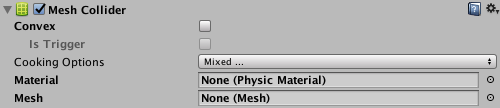 Mesh Collider
Convex
Is Trigger
Cooking Options Mixed ...
Material None (Physic Material)
Mesh None (Mesh)